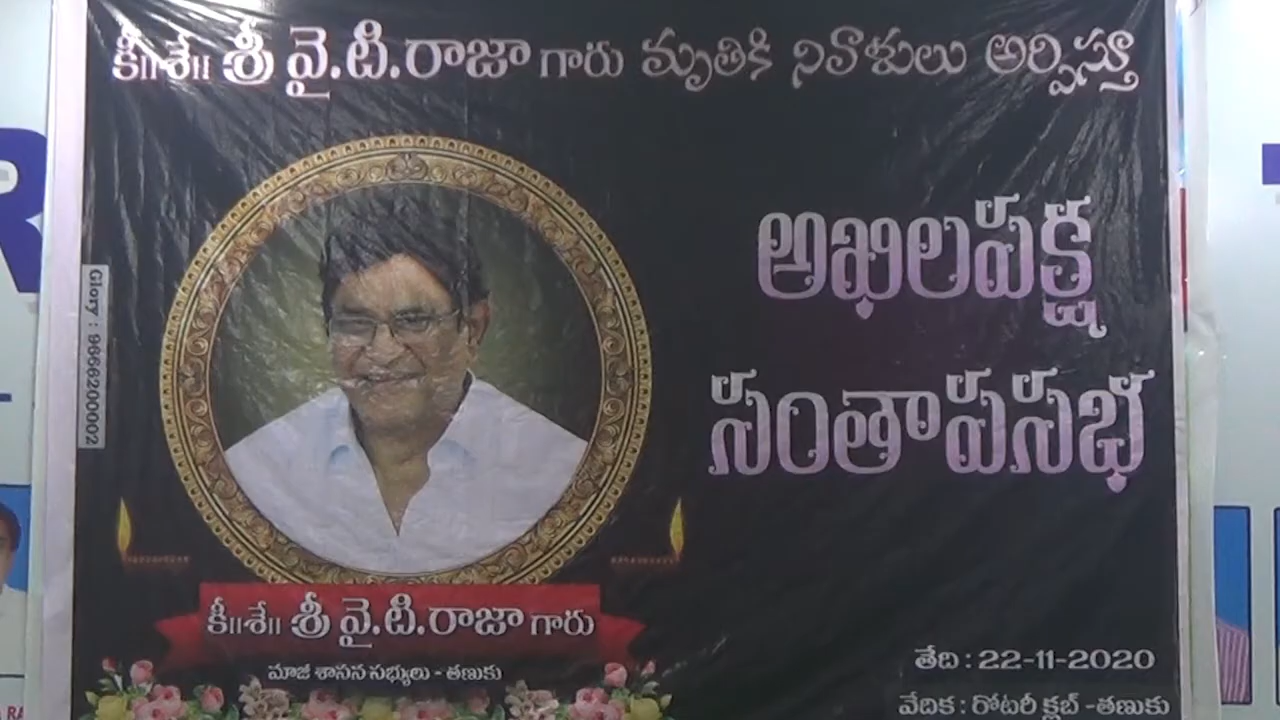 కీ॥శే॥ శ్రీ వై.టి.రాజా గారు మృతికి నివాళులు అర్పిస్తూ
అఖిలపక్ష
సంతాపసభ
Glory : 9666200002
కీ॥శే॥ శ్రీ వై.టి.రాజా గారు
మాజీ శాసన సభ్యులు - తణుకు
తేది : 22-11-2020
వేదిక : రోటరీ క్లబ్ -తణుకు